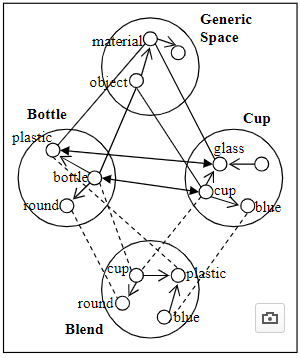 Generic
Space
material
object
Bottle
Cup
plastic
glass
bottle
cup
round
blue
cup
plastic
round
blue
Blend